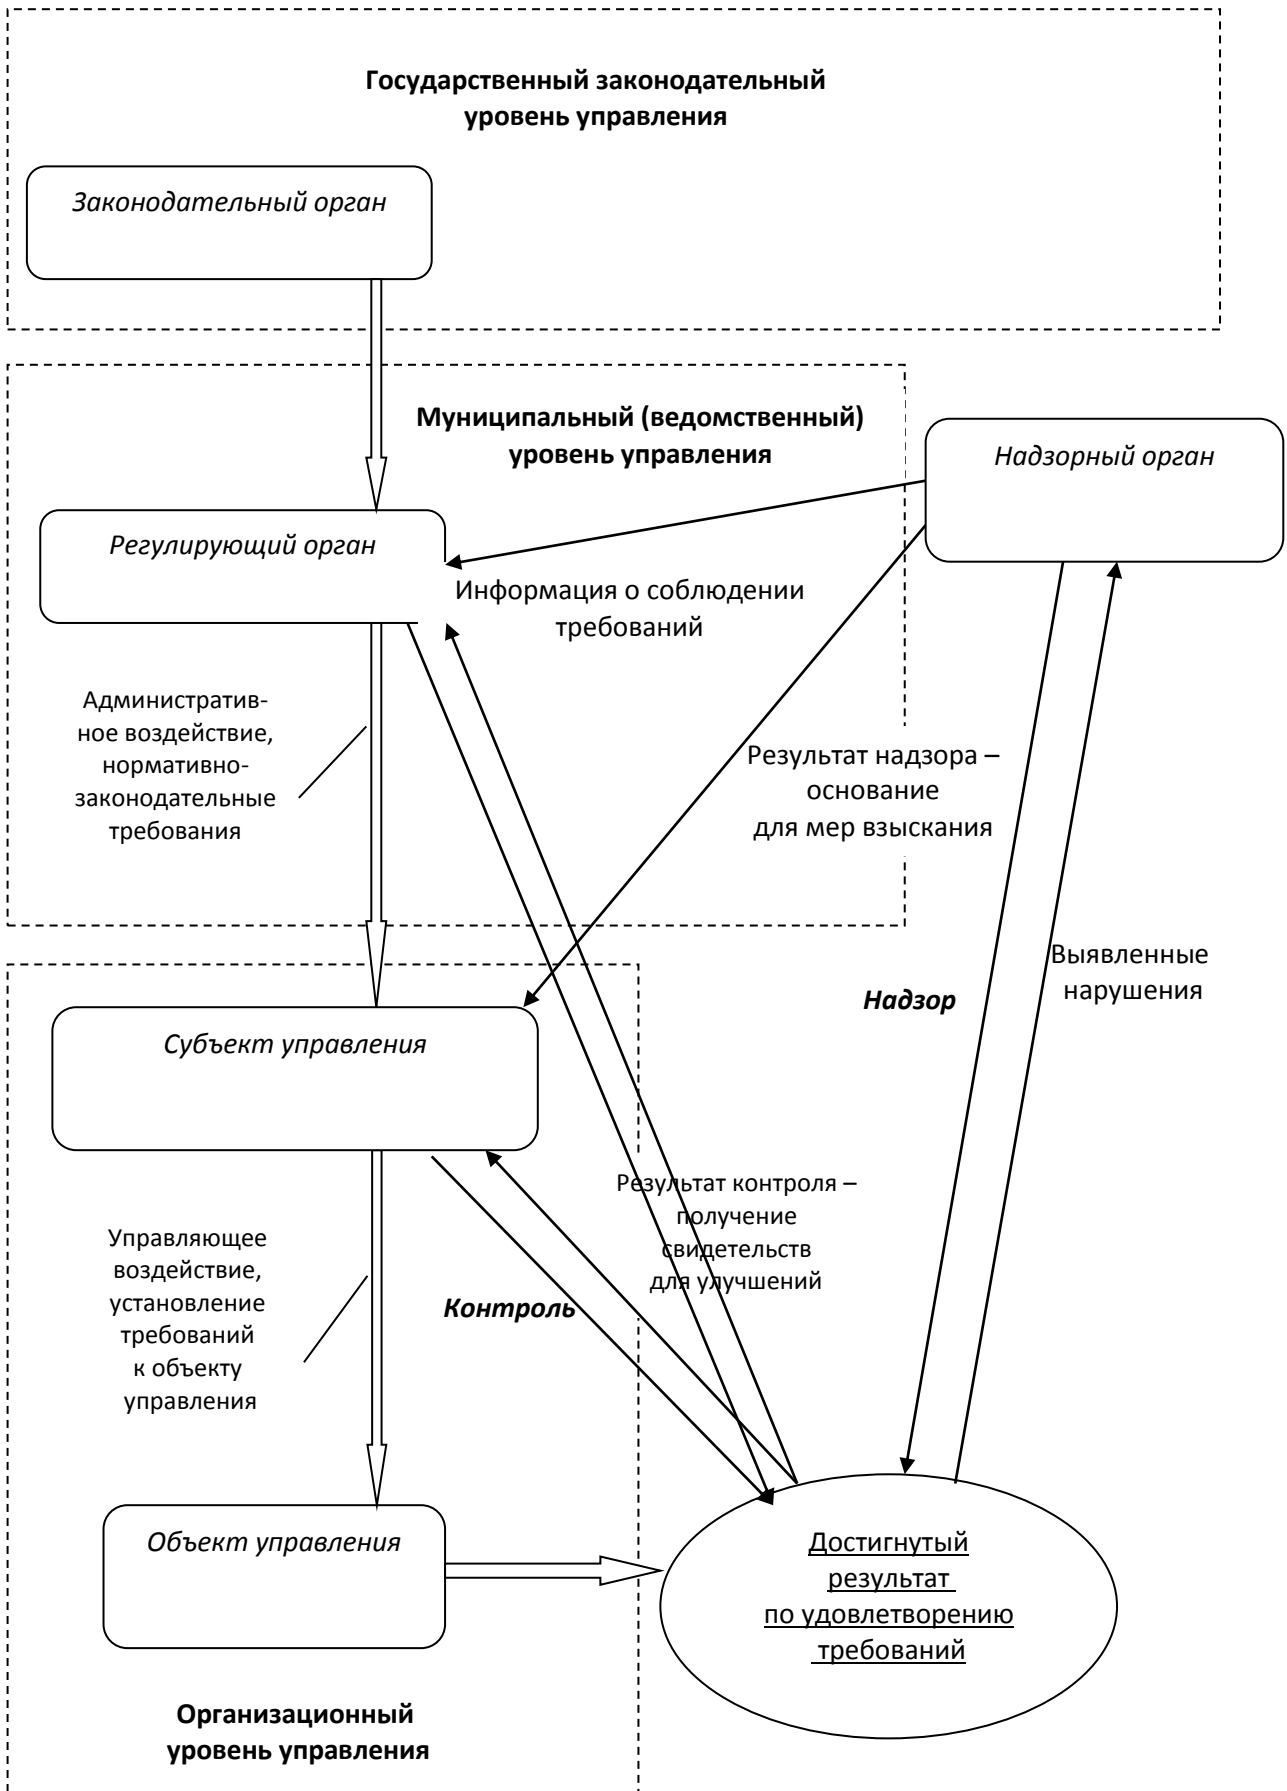 Государственный законодательный
уровень управления
Законодательный орган
Муниципальный (ведомственный)
уровень управления
Надзорный орган
Регулирующий орган
Информация о соблюдении
требований
Административ-
ное воздействие,
нормативно-
законодательные
требования
Результат надзора –
основание
для мер взыскания
Выявленные
нарушения
Надзор
Субъект управления
Результат контроля –
получение
свидетельств
для улучшений
Управляющее
воздействие,
установление
требований
к объекту
управления
Контроль
Объект управления
Достигнутый
результат
по удовлетворению
требований
Организационный
уровень управления